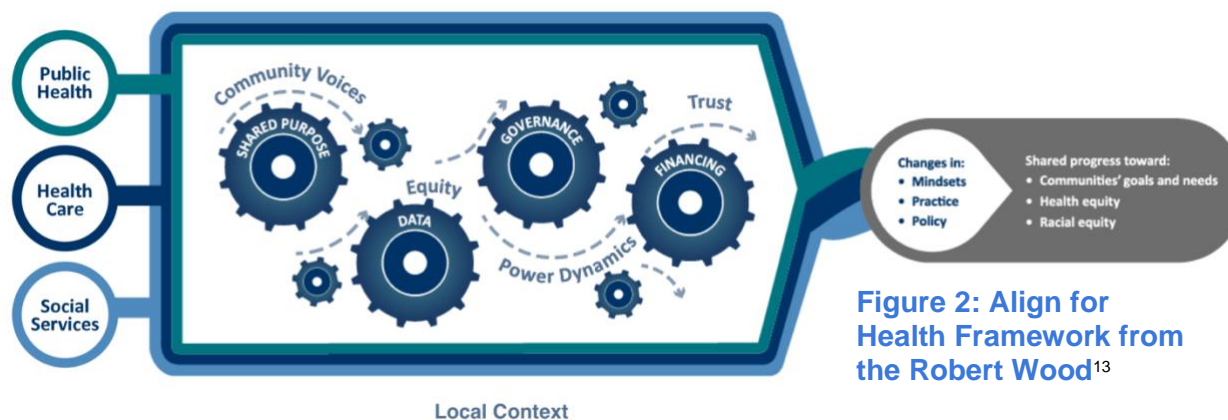 Public
Health
Health
Care
Social
Services
Community Voices
SHARED PURPOSE
Equity
DATA
GOVERNANCE
Power Dynamics
Trust
FINANCING
Changes in:
• Mindsets
• Practice
• Policy
Shared progress toward:
• Communities' goals and needs
• Health equity
• Racial equity
Figure 2: Align for
Health Framework from
the Robert Wood¹³
Local Context